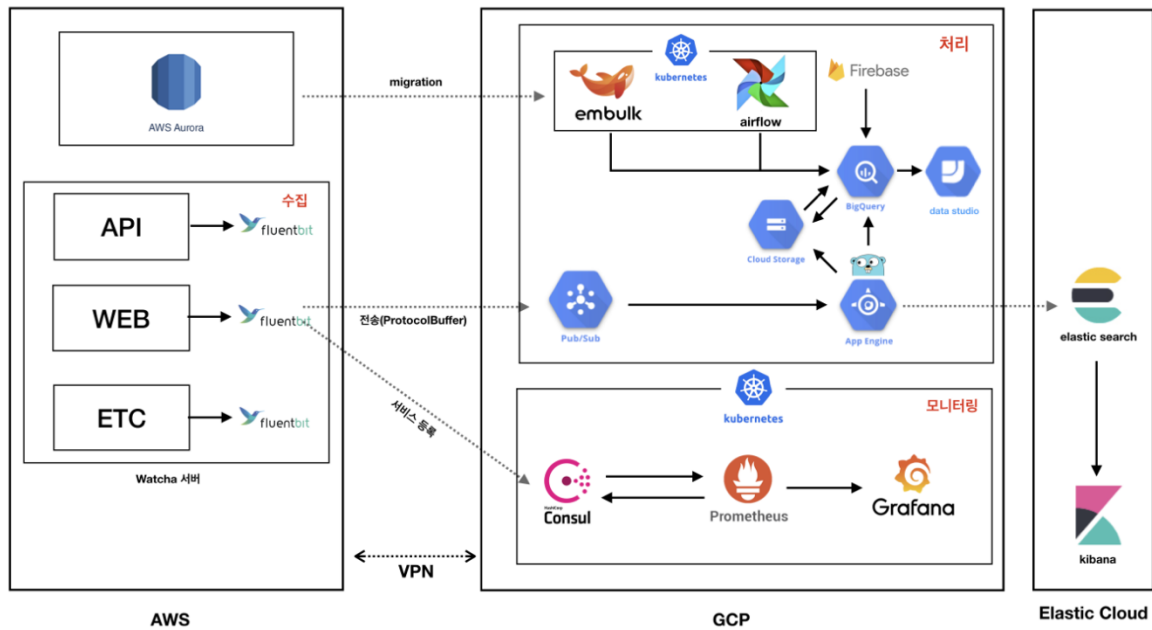 AWS Aurora
수집
API
fluentbit
WEB
fluentbit
ETC
fluentbit
Watcha 서버
AWS
migration
전송(ProtocolBuffer)
서비스 등록
VPN
처리
kubernetes
embulk
airflow
Firebase
BigQuery
data studio
Cloud Storage
Pub/Sub
App Engine
kubernetes
모니터링
HashiCorp
Consul
Prometheus
Grafana
GCP
elastic search
kibana
Elastic Cloud